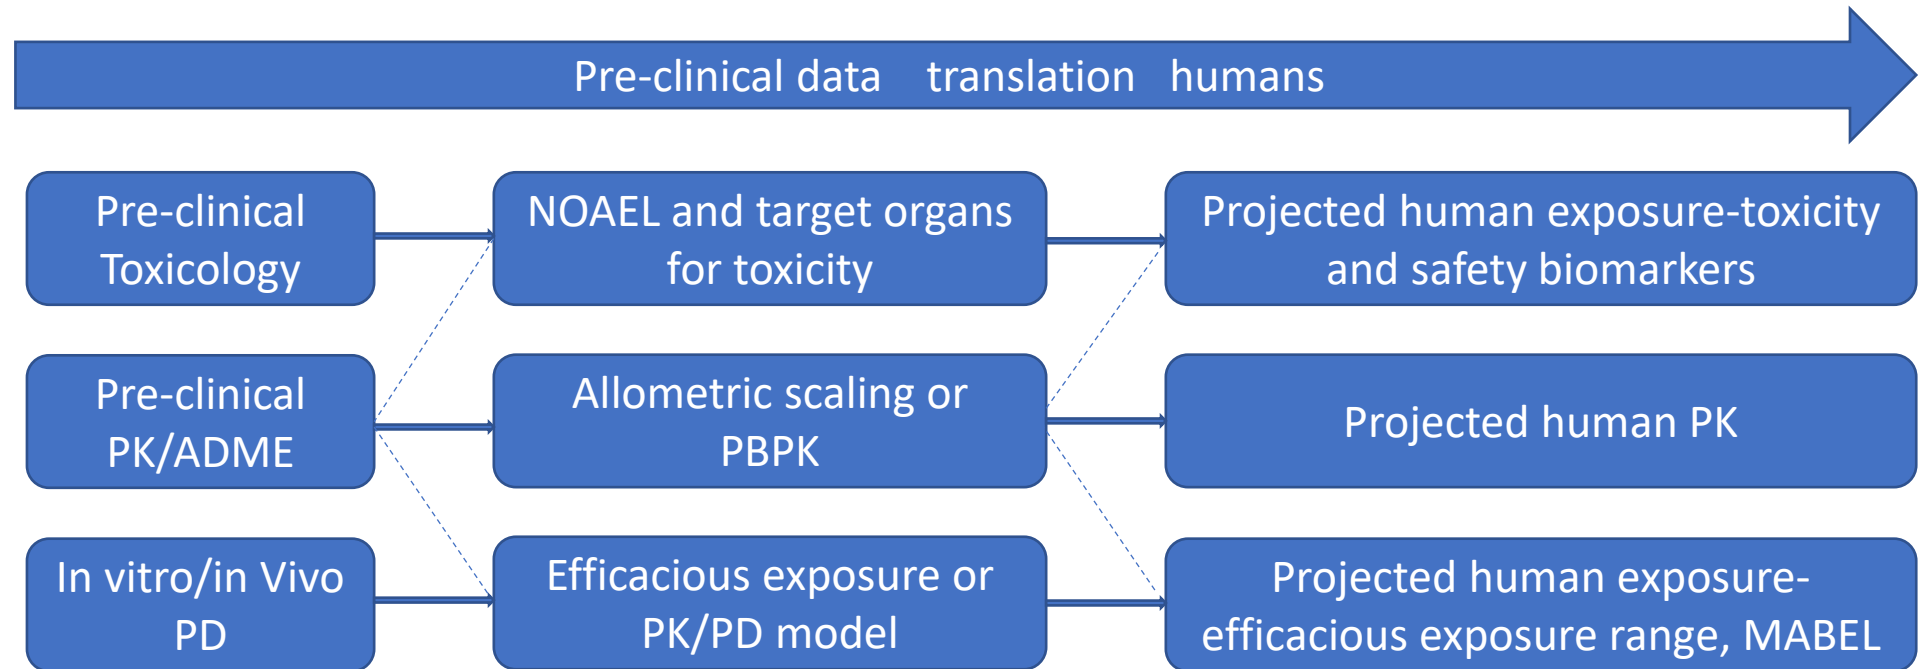 Pre-clinical data translation humans
Pre-clinical
Toxicology
NOAEL and target organs
for toxicity
Projected human exposure-toxicity
and safety biomarkers
Pre-clinical
PK/ADME
Allometric scaling or
PBPK
Projected human PK
In vitro/in Vivo
PD
Efficacious exposure or
PK/PD model
Projected human exposure-
efficacious exposure range, MABEL